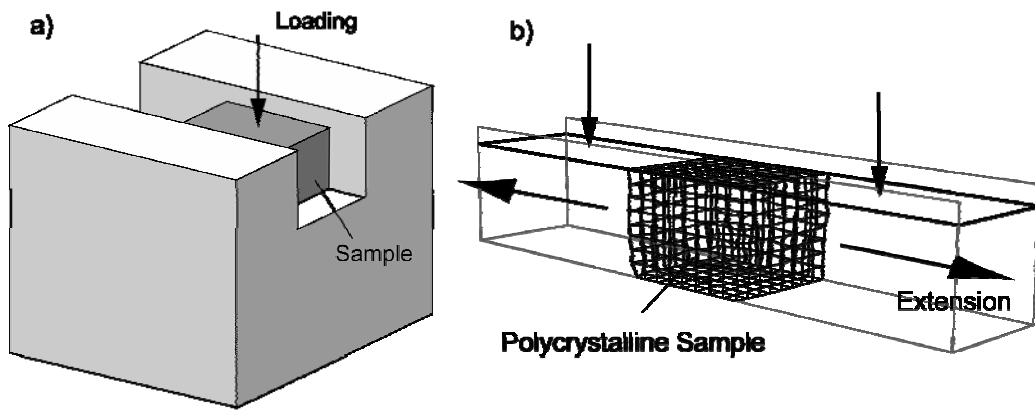 a)
Loading
Sample
b)
Extension
Polycrystalline Sample